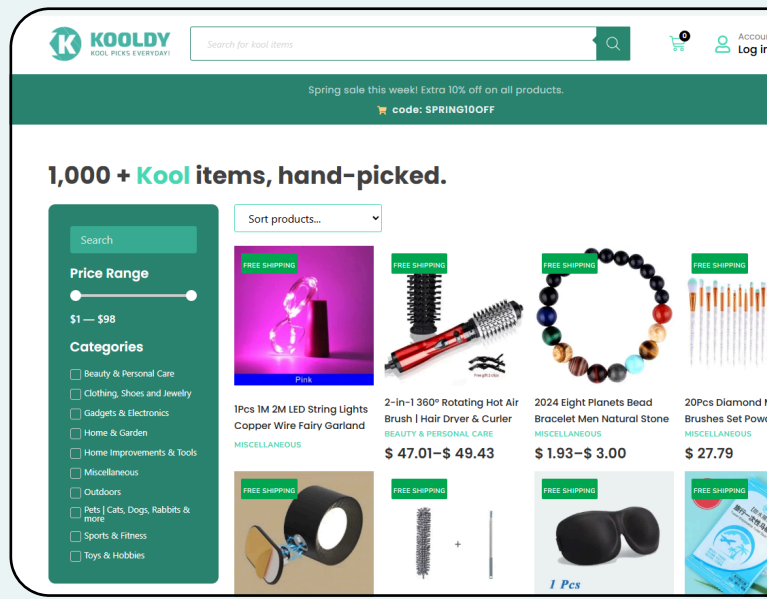 KOOLDY
KOOL PICKS EVERYDAY!
Search for kool items
0
Log in
Spring sale this week! Extra 10% off on all products.
code: SPRING10OFF
1,000 + Kool items, hand-picked.
Search
Price Range
$1 — $98
Categories
Beauty & Personal Care
Clothing, Shoes and Jewelry
Gadgets & Electronics
Home & Garden
Home Improvements & Tools
Miscellaneous
Outdoors
Pets | Cats, Dogs, Rabbits &
more
Sports & Fitness
Toys & Hobbies
Sort products...
FREE SHIPPING
Pink
1Pcs 1M 2M LED String Lights
Copper Wire Fairy Garland
MISCELLANEOUS
FREE SHIPPING
2-in-1 360° Rotating Hot Air
Brush | Hair Dryer & Curler
BEAUTY & PERSONAL CARE
$ 47.01–$ 49.43
FREE SHIPPING
2024 Eight Planets Bead
Bracelet Men Natural Stone
MISCELLANEOUS
$ 1.93–$ 3.00
FREE SHIPPING
20Pcs Diamond
Brushes Set
MISCELLANEOUS
$ 27.79
FREE SHIPPING
FREE SHIPPING
+
FREE SHIPPING
1 Pcs
FREE SHIPPING